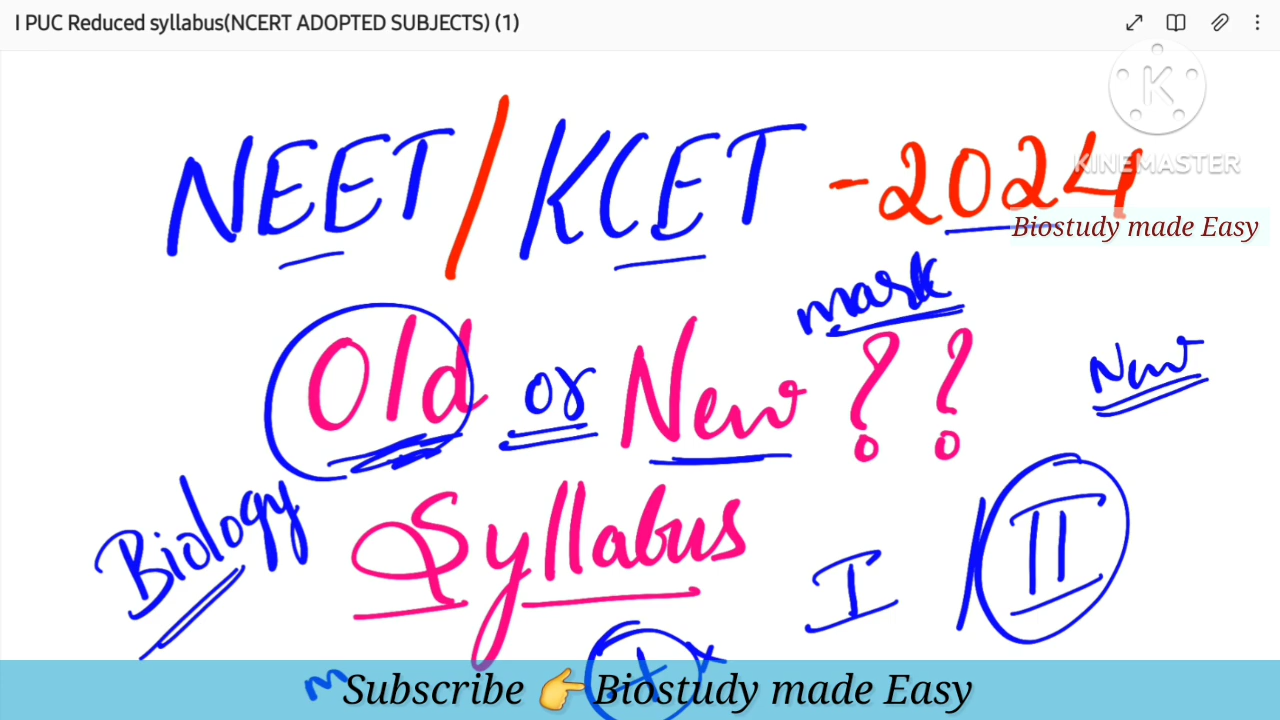 I PUC Reduced syllabus(NCERT ADOPTED SUBJECTS) (1)
K
KINEMASTER
NEET/KCET -2024
Biostudy made Easy
mark
Old or New ??
New
Biology
Syllabus
I / II
Subscribe 👉 Biostudy made Easy